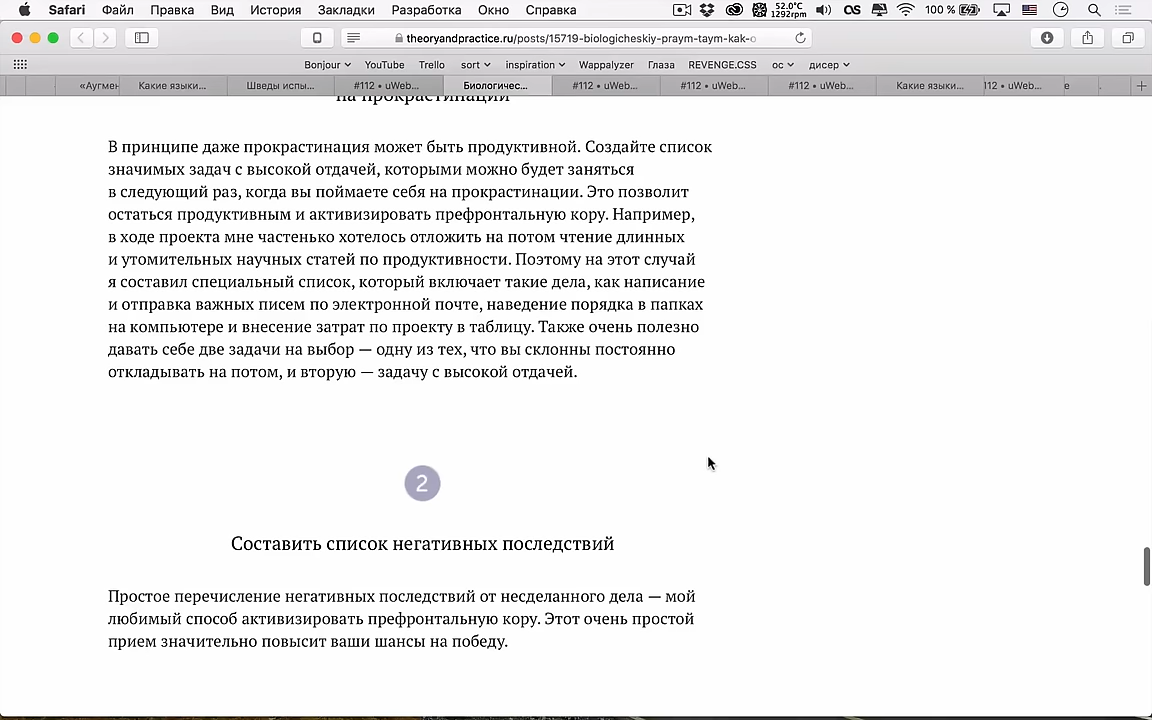 Safari Файл Правка Вид История Закладки Разработка Окно Справка 52.0°C 1292rpm OS 100 %
theoryandpractice.ru/posts/15719-biologicheskiy-praym-taym-kak-
Bonjour YouTube Trello sort inspiration Wappalyzer Глаза REVENGE.CSS ос дисер
«Аугмен Какие языки... Шведы испы... #112 • uWeb... Биологичес... #112 • uWeb... #112 • uWeb... #112 • uWeb... Какие языки... 112 • uWeb... е
на прокрастинации
В принципе даже прокрастинация может быть продуктивной. Создайте список
значимых задач с высокой отдачей, которыми можно будет заняться
в следующий раз, когда вы поймаете себя на прокрастинации. Это позволит
остаться продуктивным и активизировать префронтальную кору. Например,
в ходе проекта мне частенько хотелось отложить на потом чтение длинных
и утомительных научных статей по продуктивности. Поэтому на этот случай
я составил специальный список, который включает такие дела, как написание
и отправка важных писем по электронной почте, наведение порядка в папках
на компьютере и внесение затрат по проекту в таблицу. Также очень полезно
давать себе две задачи на выбор — одну из тех, что вы склонны постоянно
откладывать на потом, и вторую — задачу с высокой отдачей.
2
Составить список негативных последствий
Простое перечисление негативных последствий от несделанного дела — мой
любимый способ активизировать префронтальную кору. Этот очень простой
прием значительно повысит ваши шансы на победу.